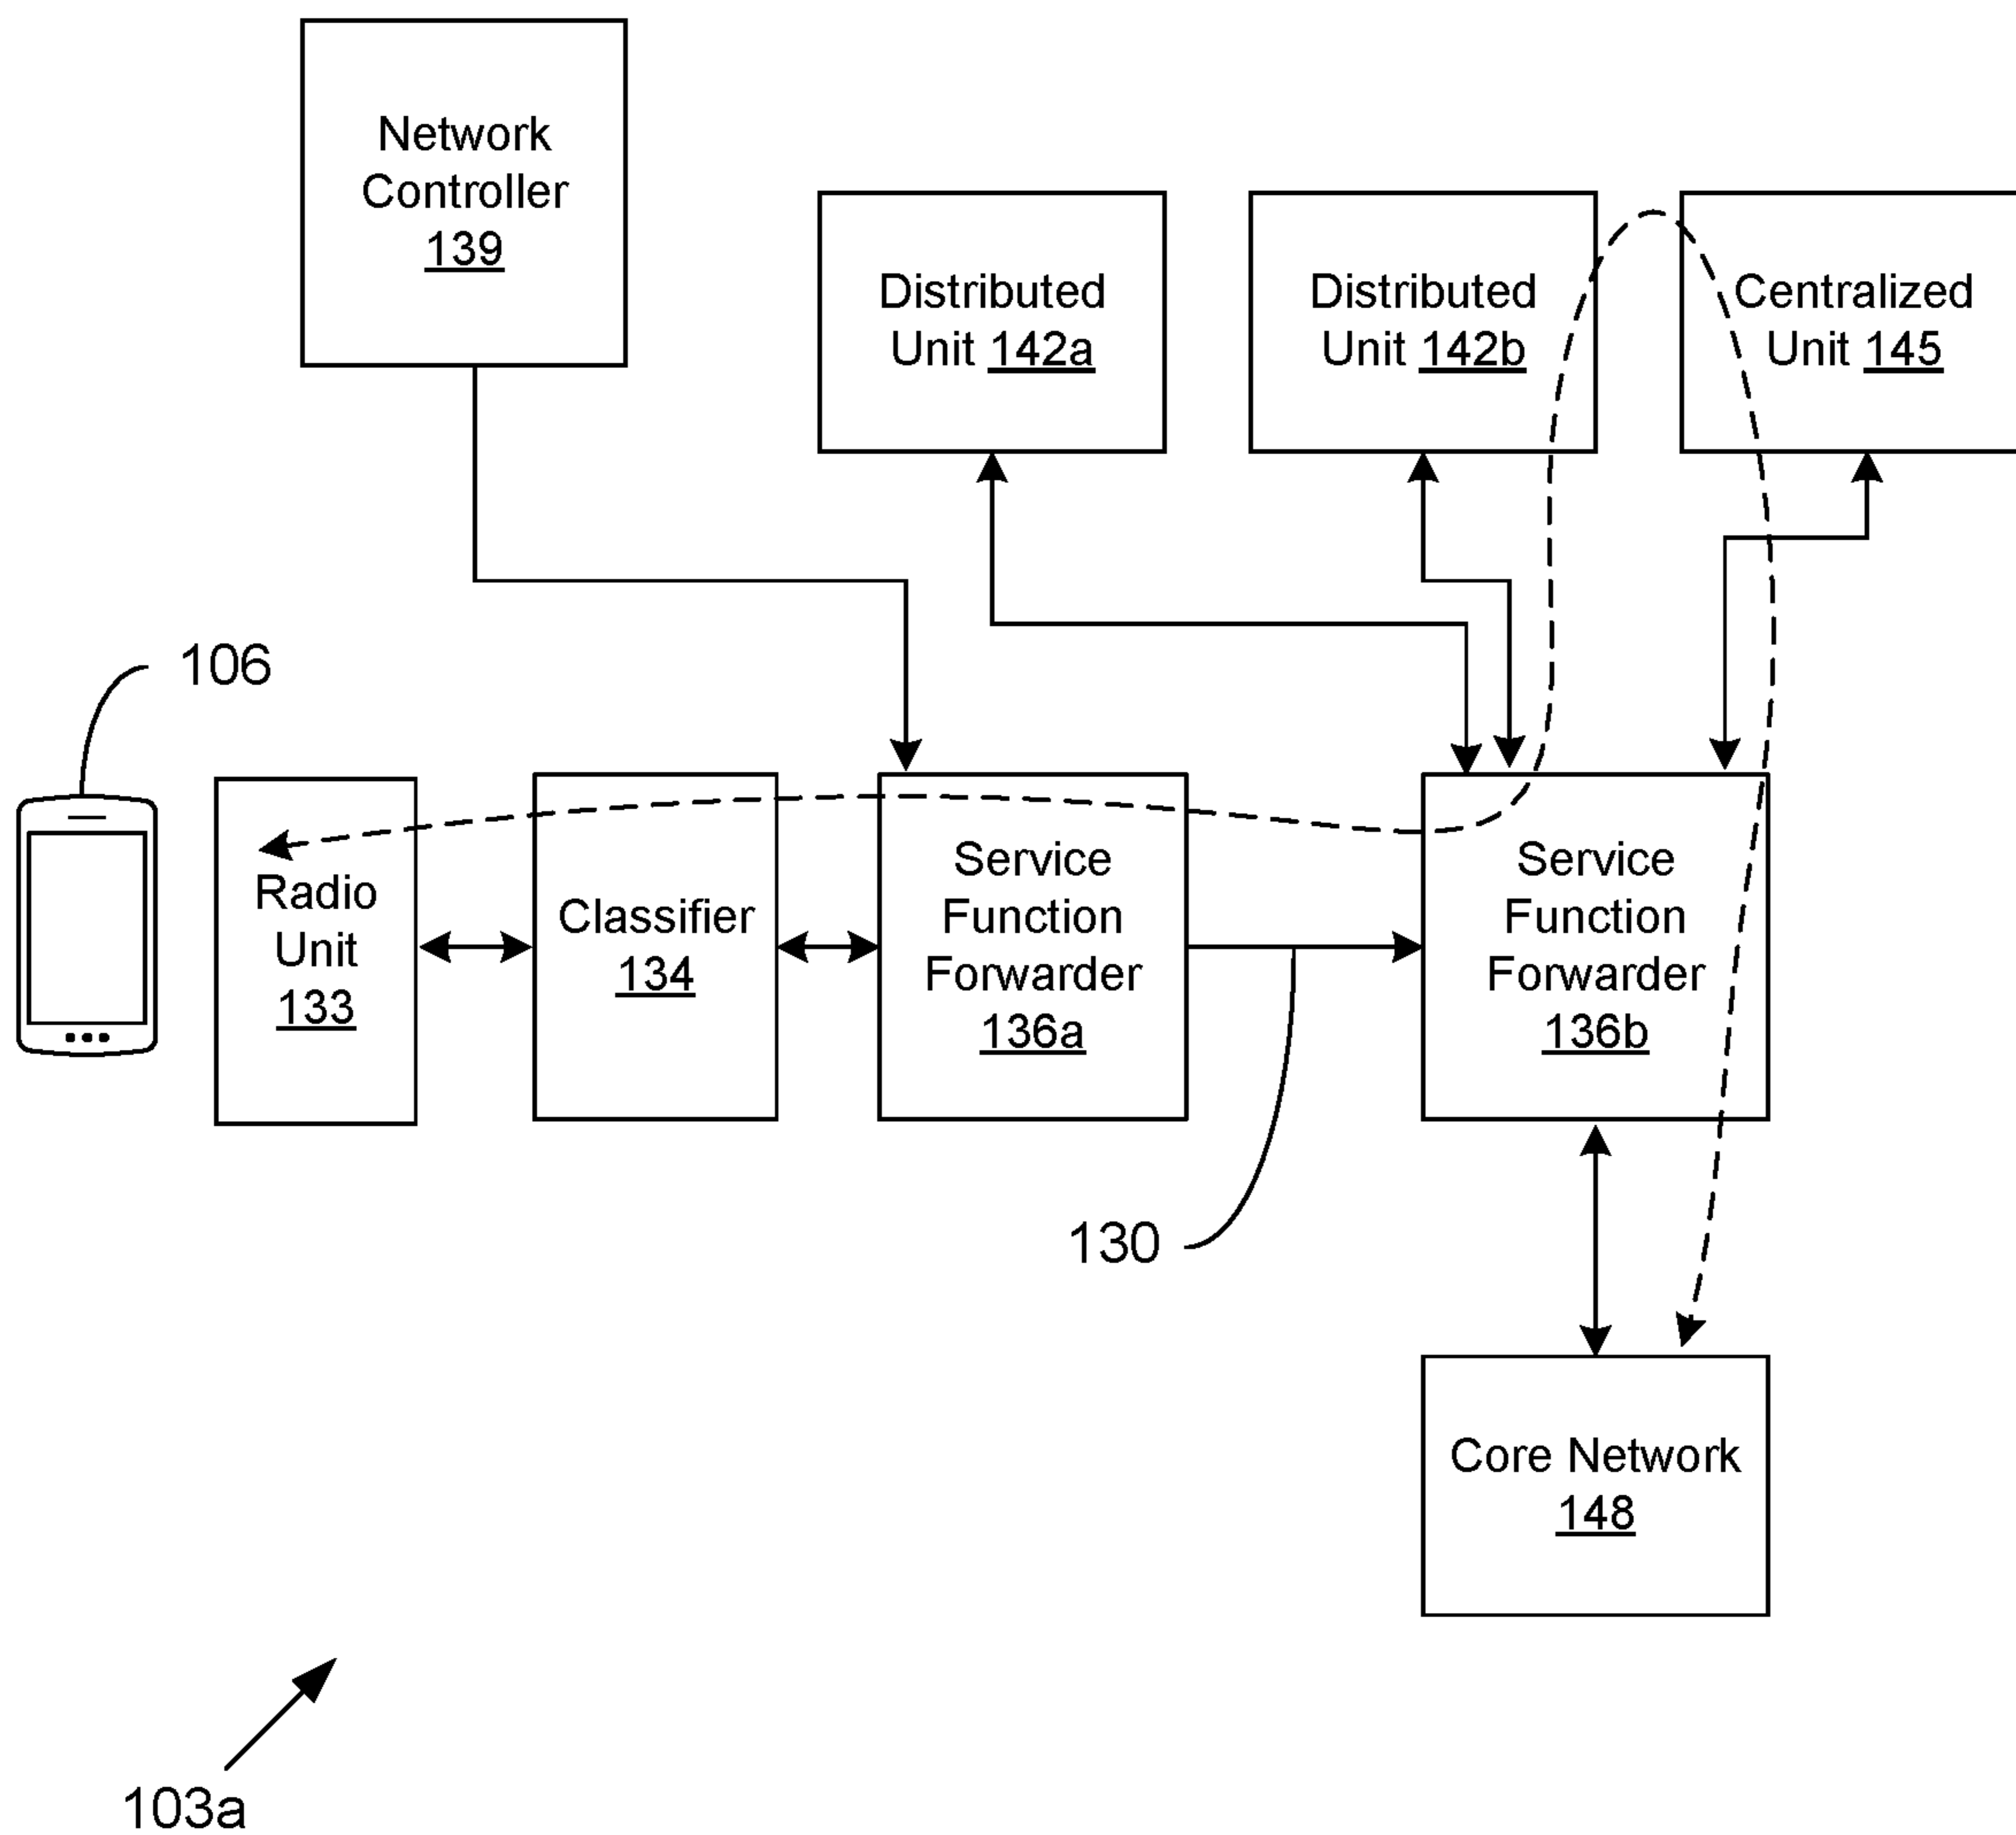 Network
Controller
139
Distributed
Unit 142a
Distributed
Unit 142b
Centralized
Unit 145
106
Radio
Unit
133
Classifier
134
Service
Function
Forwarder
136a
Service
Function
Forwarder
136b
130
Core Network
148
103a